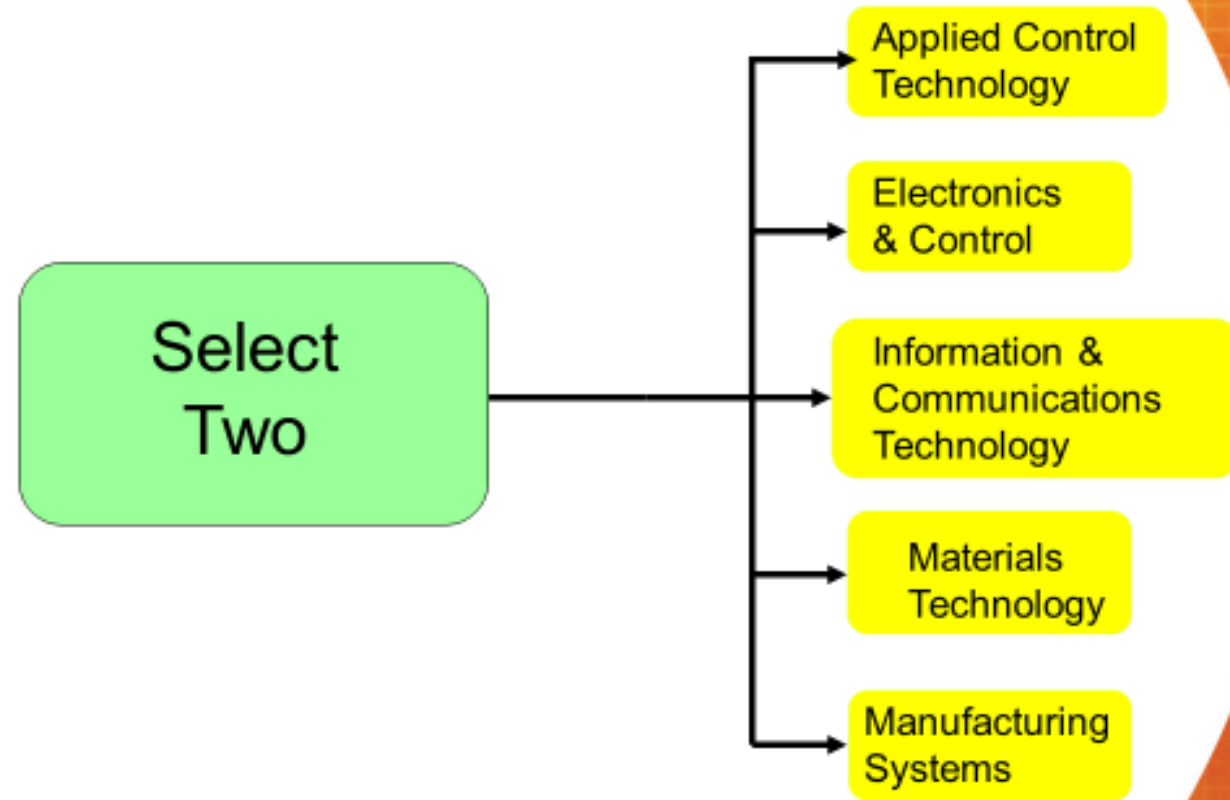 Select
Two
Applied Control
Technology
Electronics
& Control
Information &
Communications
Technology
Materials
Technology
Manufacturing
Systems